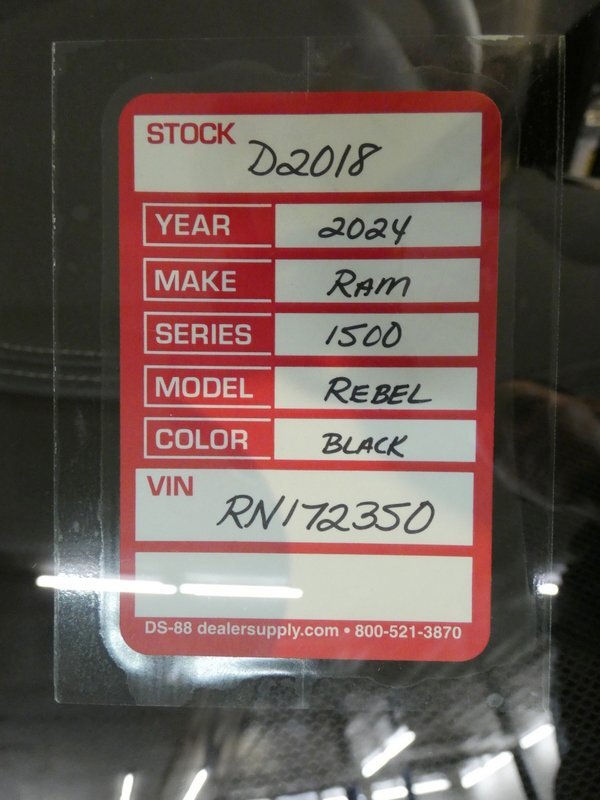 STOCK D2018
YEAR 2024
MAKE RAM
SERIES 1500
MODEL REBEL
COLOR BLACK
VIN RN172350
DS-88 dealersupply.com • 800-521-3870